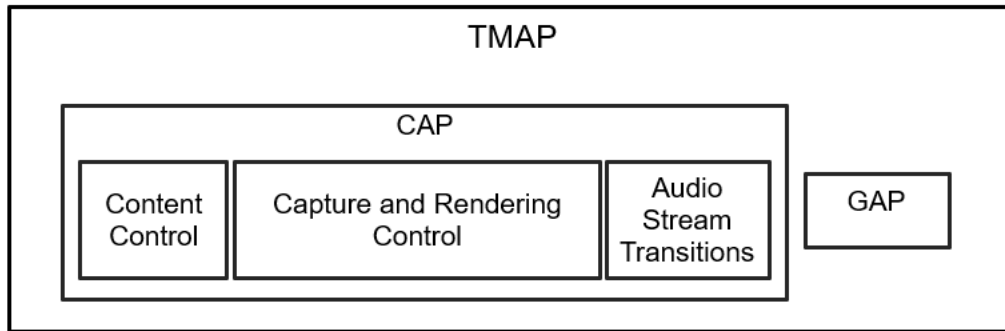 TMAP
CAP
Content
Control
Capture and Rendering
Control
Audio
Stream
Transitions
GAP